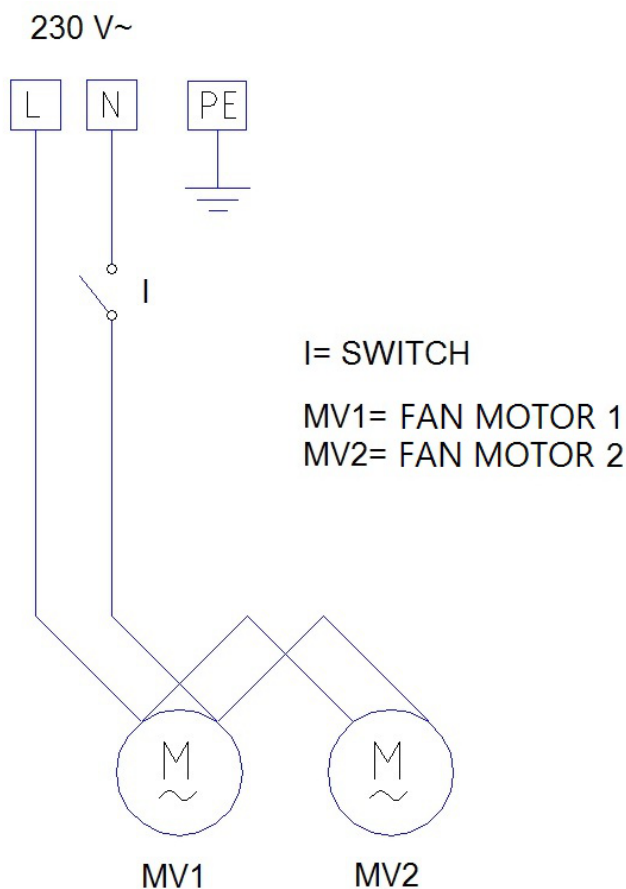 230 V~
L N PE
I
I= SWITCH
MV1= FAN MOTOR 1
MV2= FAN MOTOR 2
M M
~ ~
MV1 MV2